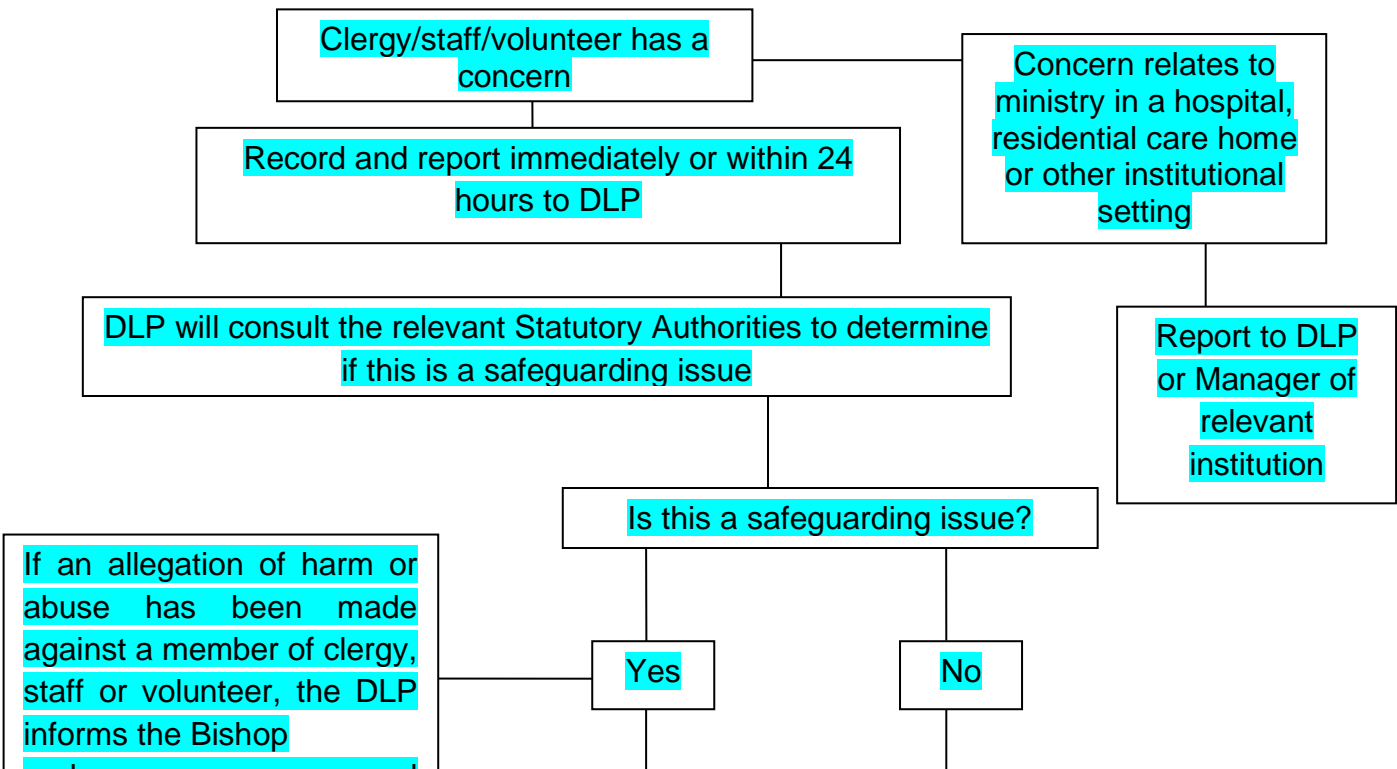 Clergy/staff/volunteer has a
concern
Concern relates to
ministry in a hospital,
residential care home
or other institutional
setting
Record and report immediately or within 24
hours to DLP
DLP will consult the relevant Statutory Authorities to determine
if this is a safeguarding issue
Report to DLP
or Manager of
relevant
institution
Is this a safeguarding issue?
If an allegation of harm or
abuse has been made
against a member of clergy,
staff or volunteer, the DLP
informs the Bishop
Yes
No